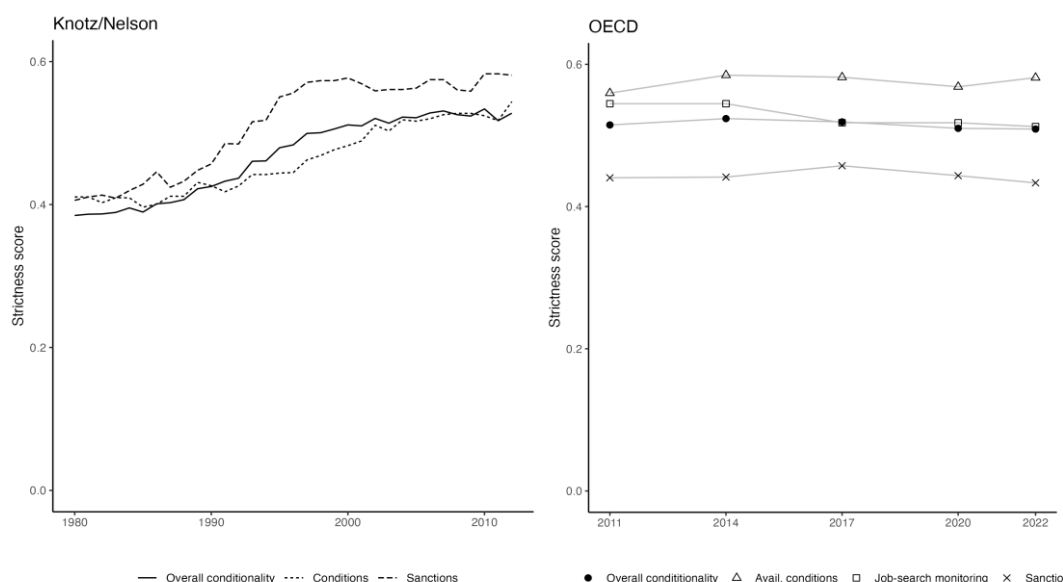 Knotz/Nelson
OECD
Strictness score
0.6
0.4
0.2
0.0
1980
1990
2000
2010
Overall conditionality
Conditions
Sanctions
Strictness score
0.6
0.4
0.2
0.0
2011
2014
2017
2020
2022
Overall condititionality
Avail. conditions
Job-search monitoring
Sanctio